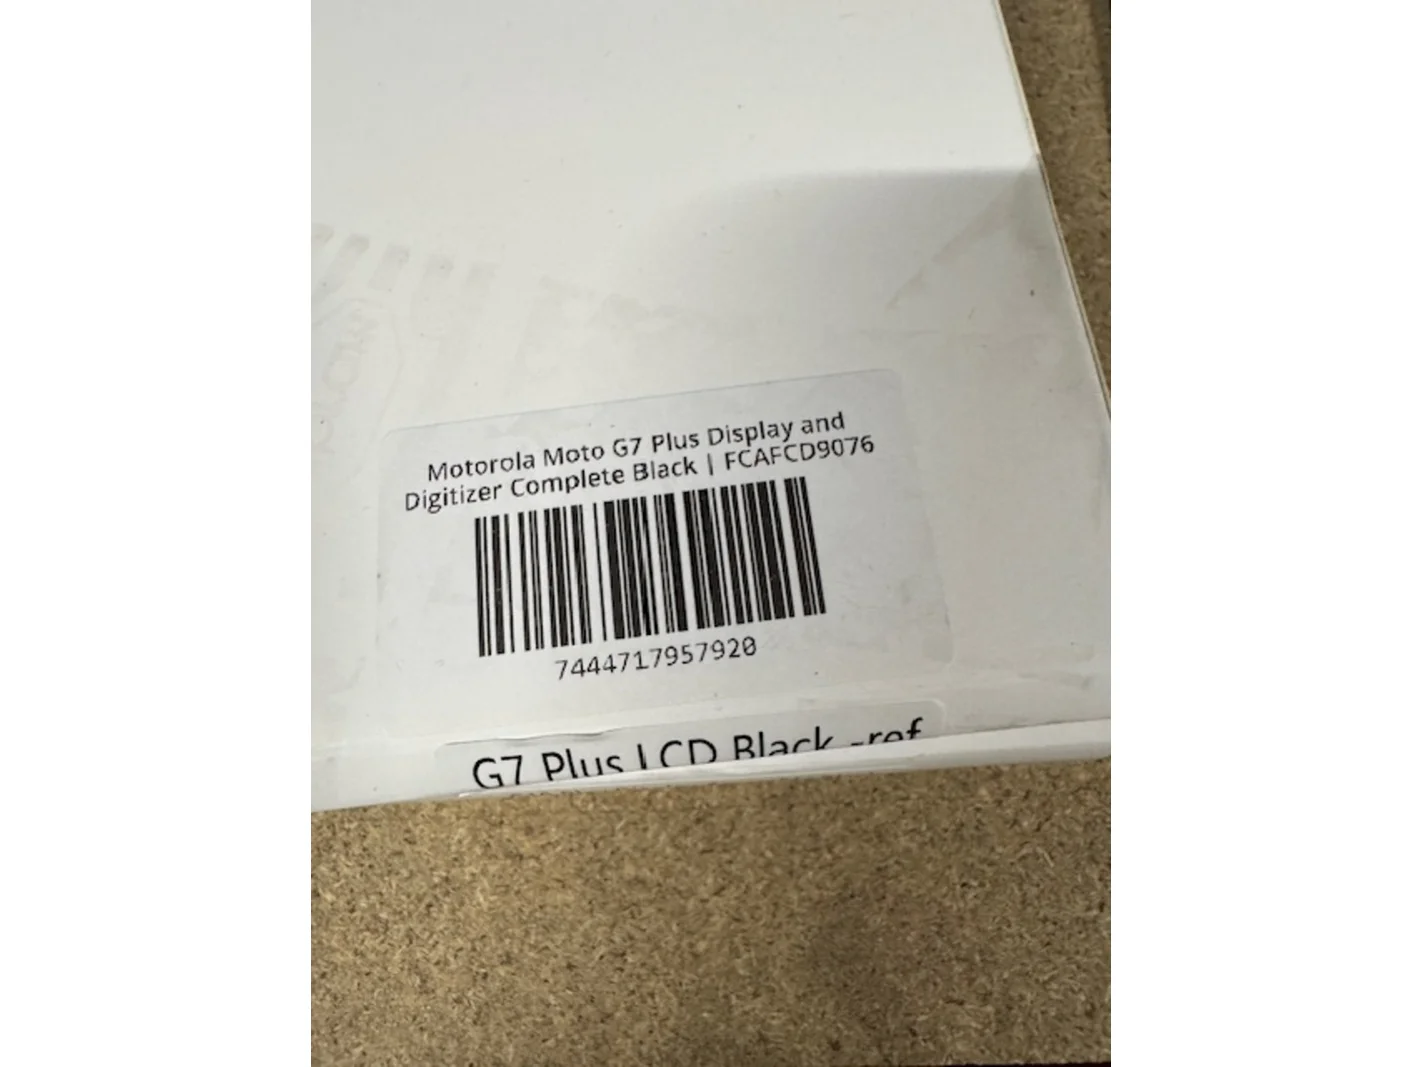 Motorola Moto G7 Plus Display and
Digitizer Complete Black | FCAFCD9076
7444717957920
G7 Plus LCD Black -ref